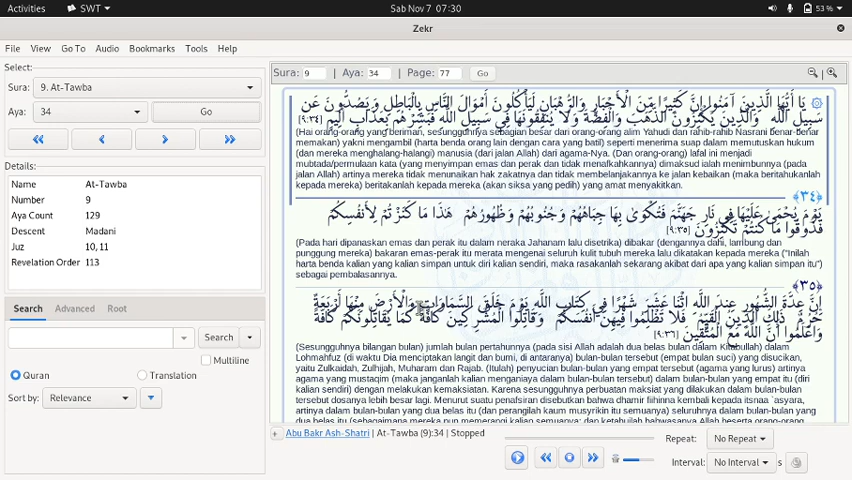 Activities SWT Sab Nov 7 07:30 53 %
Zekr
File View Go To Audio Bookmarks Tools Help
Select:
Sura: 9. At-Tawba
Aya: 34 Go
Details:
Name At-Tawba
Number 9
Aya Count 129
Descent Madani
Juz 10, 11
Revelation Order 113
Search Advanced Root
Search
Multiline
Quran Translation
Sort by: Relevance
Sura: 9 Aya: 34 Page: 77 Go
يَا أَيُّهَا الَّذِينَ آمَنُوا إِنَّ كَثِيرًا مِّنَ الْأَحْبَارِ وَالرُّهْبَانِ لَيَأْكُلُونَ أَمْوَالَ النَّاسِ بِالْبَاطِلِ وَيَصُدُّونَ عَن
سَبِيلِ اللَّهِ وَالَّذِينَ يَكْنِزُونَ الذَّهَبَ وَالْفِضَّةَ وَلَا يُنفِقُونَهَا فِي سَبِيلِ اللَّهِ فَبَشِّرْهُم بِعَذَابٍ أَلِيمٍ [٩:٣٤]
(Hai orang-orang yang beriman, sesungguhnya sebagian besar dari orang-orang alim Yahudi dan rahib-rahib Nasrani benar-benar
memakan) yakni mengambil (harta benda orang lain dengan cara yang batil) seperti menerima suap dalam memutuskan hukum
(dan mereka menghalang-halangi) manusia (dari jalan Allah) dari agama-Nya. (Dan orang-orang) lafal ini menjadi
mubtada/permulaan kata (yang menyimpan emas dan perak dan tidak menafkahkannya) dimaksud ialah menimbunnya (pada
jalan Allah) artinya mereka tidak menunaikan hak zakatnya dan tidak membelanjakannya ke jalan kebaikan (maka beritahukanlah
kepada mereka) beritakanlah kepada mereka (akan siksa yang pedih) yang amat menyakitkan.
﴿٣٤﴾
يَوْمَ يُحْمَىٰ عَلَيْهَا فِي نَارِ جَهَنَّمَ فَتُكْوَىٰ بِهَا جِبَاهُهُمْ وَجُنُوبُهُمْ وَظُهُورُهُمْ هَٰذَا مَا كَنَزْتُمْ لِأَنفُسِكُمْ
فَذُوقُوا مَا كُنتُمْ تَكْنِزُونَ [٩:٣٥]
(Pada hari dipanaskan emas dan perak itu dalam neraka Jahanam lalu disetrika) dibakar (dengannya dahi, lambung dan
punggung mereka) bakaran emas-perak itu merata mengenai seluruh kulit tubuh mereka lalu dikatakan kepada mereka ("Inilah
harta benda kalian yang kalian simpan untuk diri kalian sendiri, maka rasakanlah sekarang akibat dari apa yang kalian simpan itu")
sebagai pembalasannya.
﴿٣٥﴾
إِنَّ عِدَّةَ الشُّهُورِ عِندَ اللَّهِ اثْنَا عَشَرَ شَهْرًا فِي كِتَابِ اللَّهِ يَوْمَ خَلَقَ السَّمَاوَاتِ وَالْأَرْضَ مِنْهَا أَرْبَعَةٌ
حُرُمٌ ذَٰلِكَ الدِّينُ الْقَيِّمُ فَلَا تَظْلِمُوا فِيهِنَّ أَنفُسَكُمْ وَقَاتِلُوا الْمُشْرِكِينَ كَافَّةً كَمَا يُقَاتِلُونَكُمْ كَافَّةً
وَاعْلَمُوا أَنَّ اللَّهَ مَعَ الْمُتَّقِينَ [٩:٣٦]
(Sesungguhnya bilangan bulan) jumlah bulan pertahunnya (pada sisi Allah adalah dua belas bulan dalam Kitabullah) dalam
Lohmahfuz (di waktu Dia menciptakan langit dan bumi, di antaranya) bulan-bulan tersebut (empat bulan suci) yang disucikan,
yaitu Zulkaidah, Zulhijah, Muharam dan Rajab. (Itulah) penyucian bulan-bulan tersebut (agama yang lurus) artinya
agama yang mustaqim (maka janganlah kalian menganiaya dalam bulan-bulan tersebut) dalam bulan-bulan yang empat itu (diri
kalian sendiri) dengan melakukan kemaksiatan. Karena sesungguhnya perbuatan maksiat yang dilakukan dalam bulan-bulan
tersebut dosanya lebih besar lagi. Menurut suatu penafsiran disebutkan bahwa dhamir fiihinna kembali kepada itsnaa `asyara,
artinya dalam bulan-bulan yang dua belas itu (dan perangilah kaum musyrikin itu semuanya) seluruhnya dalam bulan-bulan
Abu Bakr Ash-Shatri | At-Tawba (9):34 | Stopped
Repeat: No Repeat
Interval: No Interval s